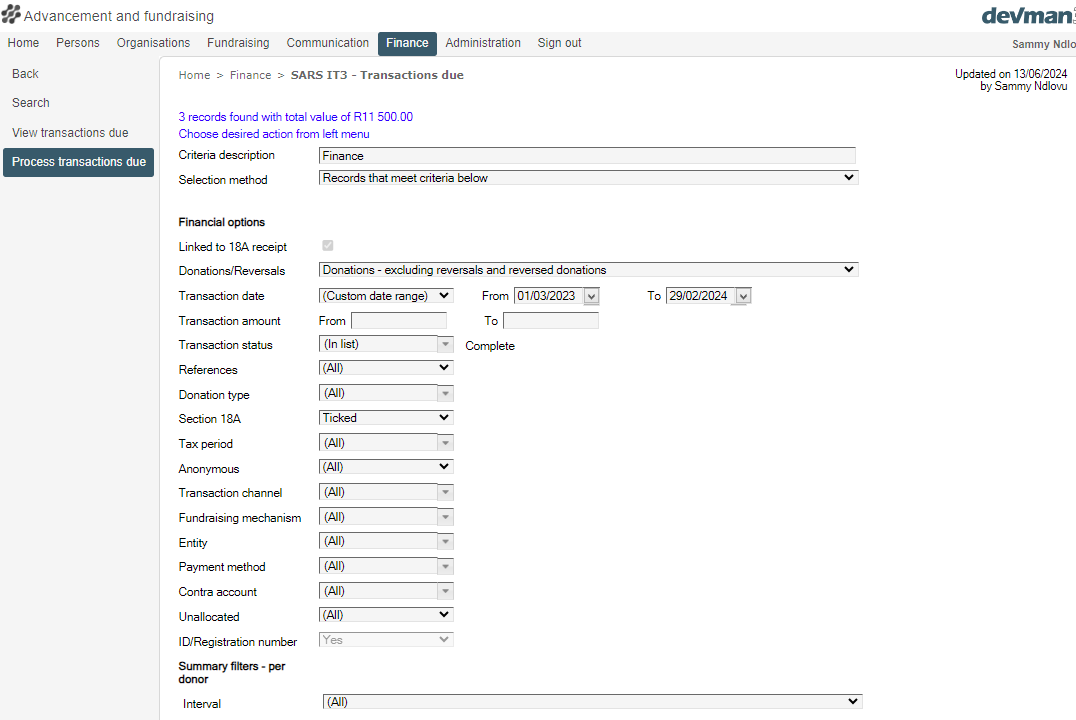 Advancement and fundraising
devman
Home Persons Organisations Fundraising Communication Finance Administration Sign out
Sammy Ndlo
Back
Search
View transactions due
Process transactions due
Home > Finance > SARS IT3 - Transactions due
Updated on 13/06/2024
by Sammy Ndlovu
3 records found with total value of R11 500.00
Choose desired action from left menu
Criteria description Finance
Selection method Records that meet criteria below
Financial options
Linked to 18A receipt
Donations/Reversals Donations - excluding reversals and reversed donations
Transaction date (Custom date range) From 01/03/2023 To 29/02/2024
Transaction amount From To
Transaction status (In list) Complete
References (All)
Donation type (All)
Section 18A Ticked
Tax period (All)
Anonymous (All)
Transaction channel (All)
Fundraising mechanism (All)
Entity (All)
Payment method (All)
Contra account (All)
Unallocated (All)
ID/Registration number Yes
Summary filters - per
donor
Interval (All)